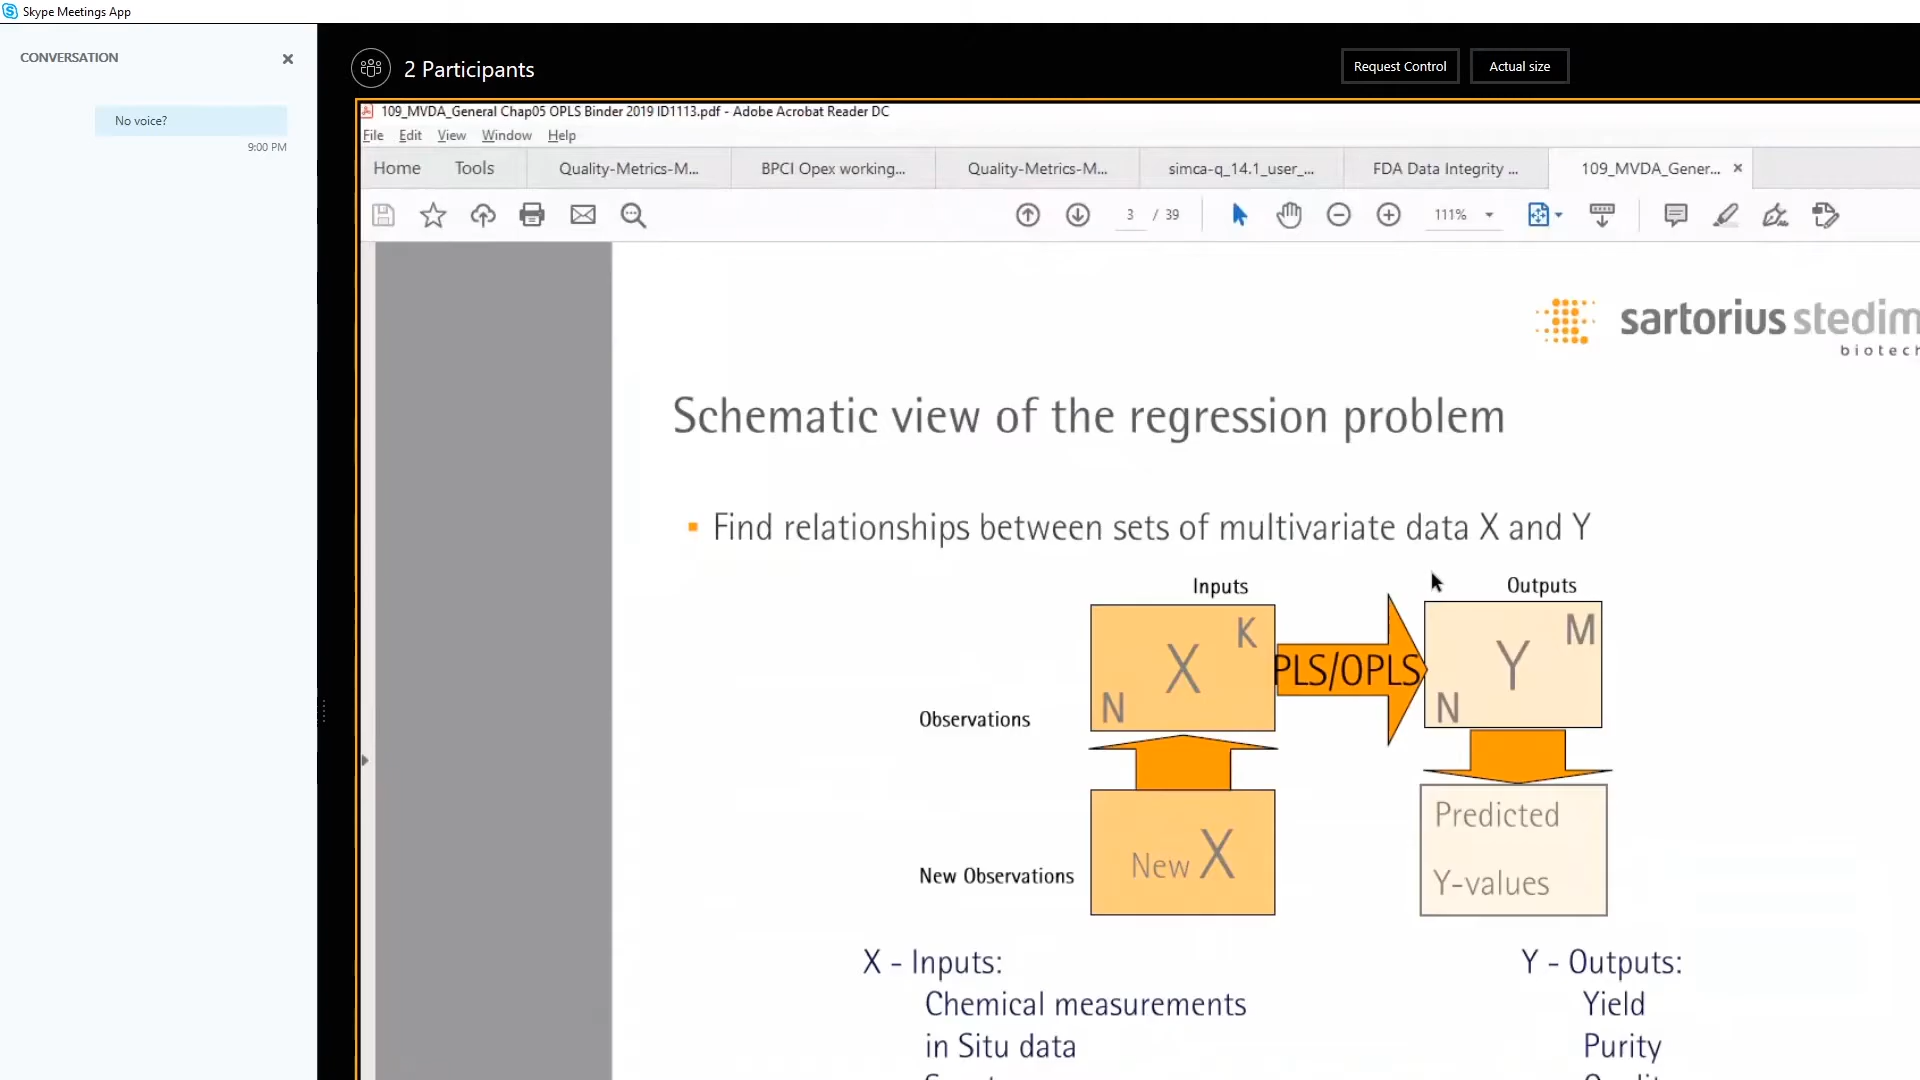 Skype Meetings App
CONVERSATION
No voice?
9:00 PM
2 Participants
Request Control
Actual size
109_MVDA_General Chap05 OPLS Binder 2019 ID1113.pdf - Adobe Acrobat Reader DC
File Edit View Window Help
Home Tools Quality-Metrics-M... BPCI Opex working... Quality-Metrics-M... simca-q_14.1_user_... FDA Data Integrity ... 109_MVDA_Gener...
3 / 39 111%
sartorius stedim
biotech
Schematic view of the regression problem
Find relationships between sets of multivariate data X and Y
Inputs Outputs
K M
X PLS/OPLS Y
N N
Observations
New Observations New X
Predicted
Y-values
X - Inputs:
Chemical measurements
in Situ data
Y - Outputs:
Yield
Purity